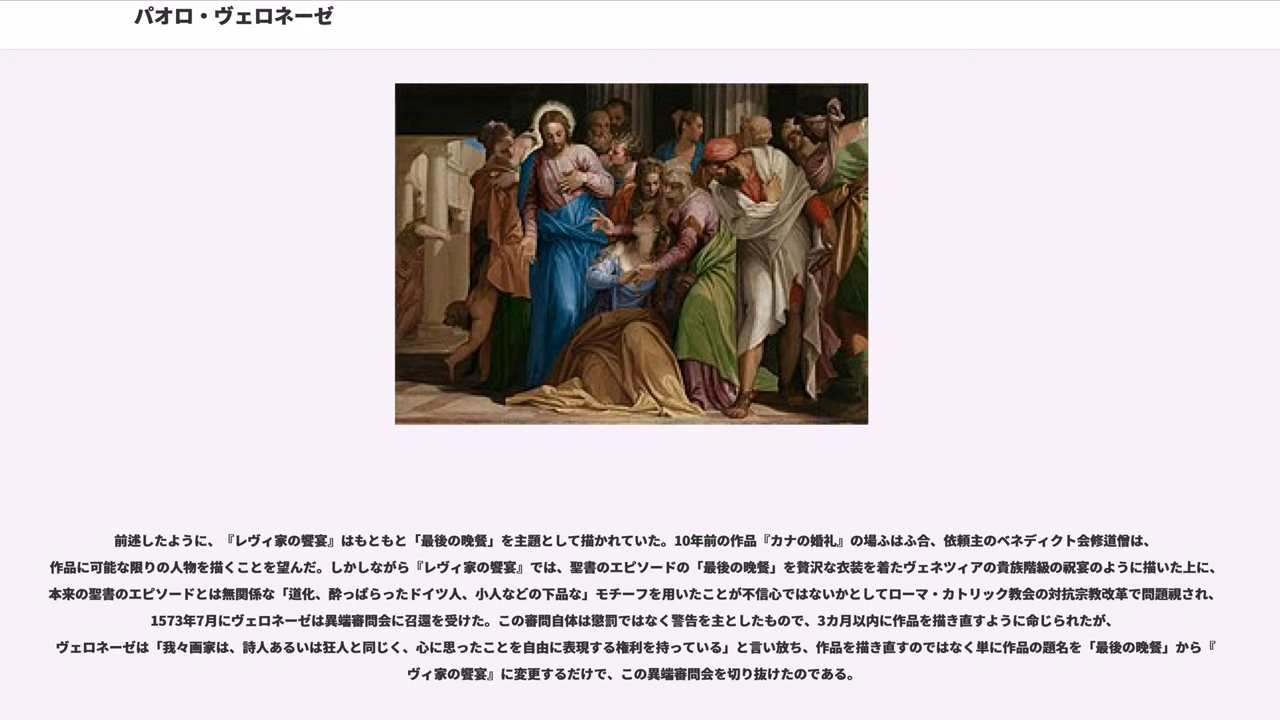 パオロ・ヴェロネーゼ
前述したように、『レヴィ家の饗宴』はもともと「最後の晩餐」を主題として描かれていた。10年前の作品『カナの婚礼』の場ふはふ合、依頼主のベネディクト会修道僧は、
作品に可能な限りの人物を描くことを望んだ。しかしながら『レヴィ家の饗宴』では、聖書のエピソードの「最後の晩餐」を贅沢な衣装を着たヴェネツィアの貴族階級の祝宴のように描いた上に、
本来の聖書のエピソードとは無関係な「道化、酔っぱらったドイツ人、小人などの下品な」モチーフを用いたことが不信心ではないかとしてローマ・カトリック教会の対抗宗教改革で問題視され、
1573年7月にヴェロネーゼは異端審問会に召還を受けた。この審問自体は懲罰ではなく警告を主としたもので、3カ月以内に作品を描き直すように命じられたが、
ヴェロネーゼは「我々画家は、詩人あるいは狂人と同じく、心に思ったことを自由に表現する権利を持っている」と言い放ち、作品を描き直すのではなく単に作品の題名を「最後の晩餐」から『
ヴィ家の饗宴』に変更するだけで、この異端審問会を切り抜けたのである。